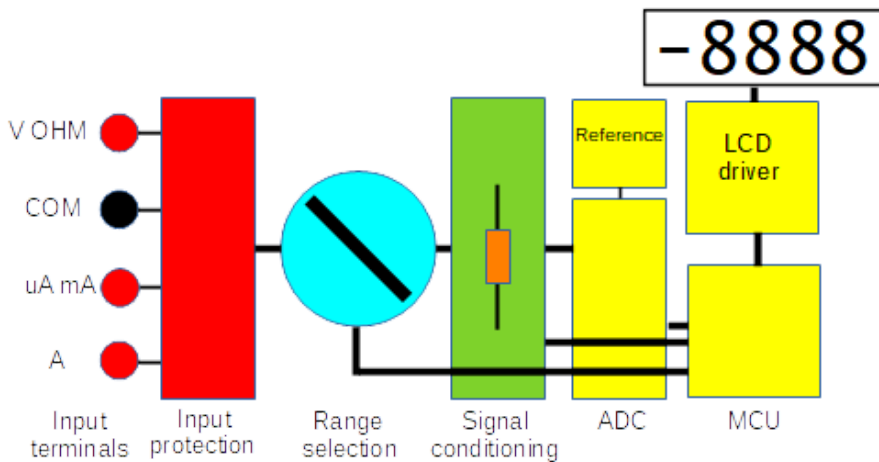 -8888
V OHM
COM
uA mA
A
Reference
LCD
driver
Input
terminals
Input
protection
Range
selection
Signal
conditioning
ADC
MCU